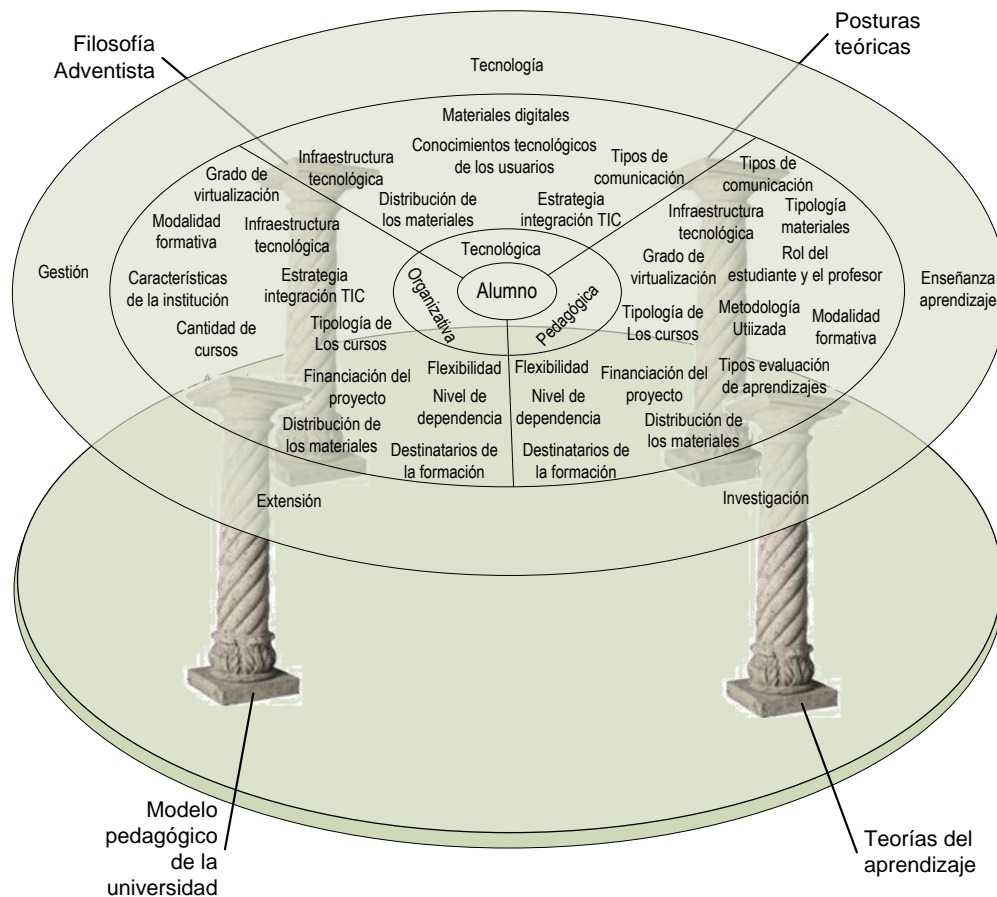 Filosofía
Adventista
Posturas
teóricas
Tecnología
Materiales digitales
Conocimientos tecnológicos
de los usuarios
Infraestructura
tecnológica
Tipos de
comunicación
Distribución de
los materiales
Estrategia
integración TIC
Grado de
virtualización
Modalidad
formativa
Infraestructura
tecnológica
Características
de la institución
Estrategia
integración TIC
Cantidad de
cursos
Tipología de
Los cursos
Financiación del
proyecto
Flexibilidad
Nivel de
dependencia
Distribución de
los materiales
Destinatarios de
la formación
Tipos de
comunicación
Infraestructura
tecnológica
Tipología
materiales
Grado de
virtualización
Rol del
estudiante y el profesor
Tipología de
Los cursos
Metodología
Utiizada
Modalidad
formativa
Tipos evaluación
de aprendizajes
Flexibilidad
Financiación del
proyecto
Nivel de
dependencia
Distribución de
los materiales
Destinatarios de
la formación
Tecnológica
Organizativa
Pedagógica
Alumno
Gestión
Enseñanza
aprendizaje
Extensión
Investigación
Modelo
pedagógico
de la
universidad
Teorías del
aprendizaje